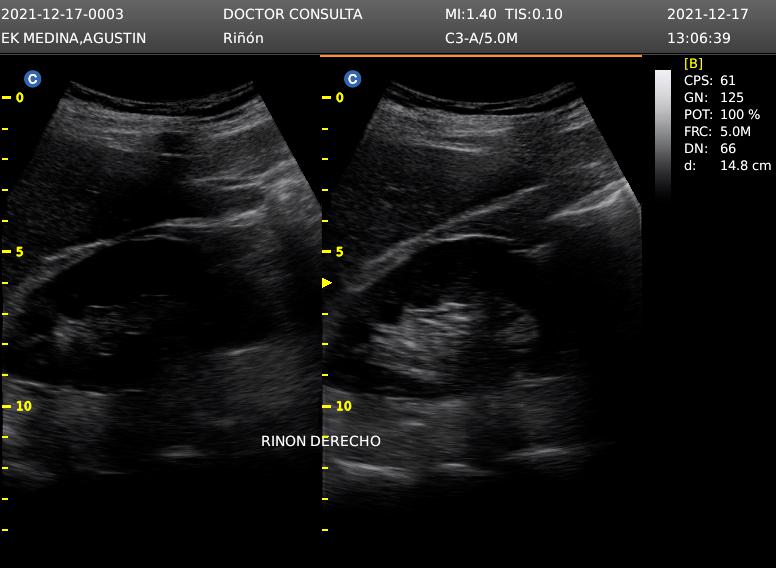 2021-12-17-0003 DOCTOR CONSULTA MI:1.40 TIS:0.10 2021-12-17
EK MEDINA,AGUSTIN Riñón C3-A/5.0M 13:06:39
[B]
C C
CPS: 61
0 0
GN: 125
POT: 100 %
FRC: 5.0M
DN: 66
d: 14.8 cm
5 5
10 10
RINON DERECHO